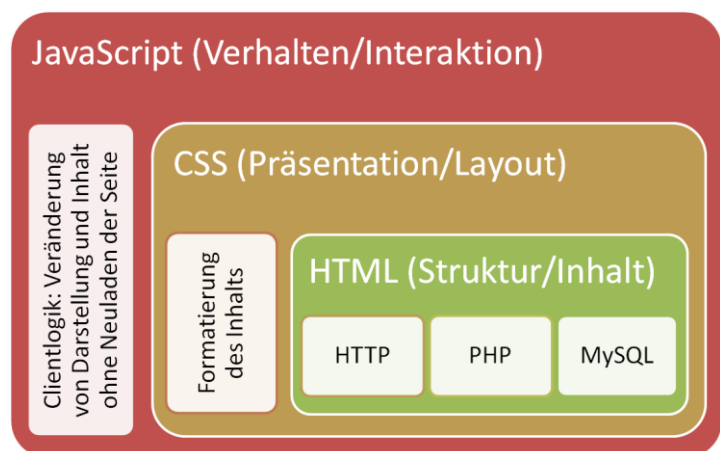 JavaScript (Verhalten/Interaktion)
Clientlogik: Veränderung
von Darstellung und Inhalt
ohne Neuladen der Seite
CSS (Präsentation/Layout)
Formatierung
des Inhalts
HTML (Struktur/Inhalt)
HTTP
PHP
MySQL